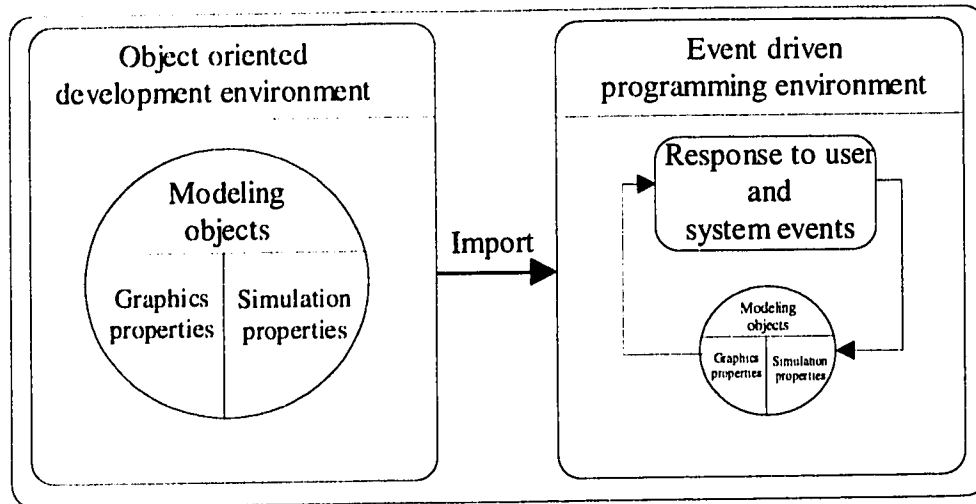 Object oriented
development environment
Modeling
objects
Graphics
properties
Simulation
properties
Import
Event driven
programming environment
Response to user
and
system events
Modeling
objects
Graphics
properties
Simulation
properties